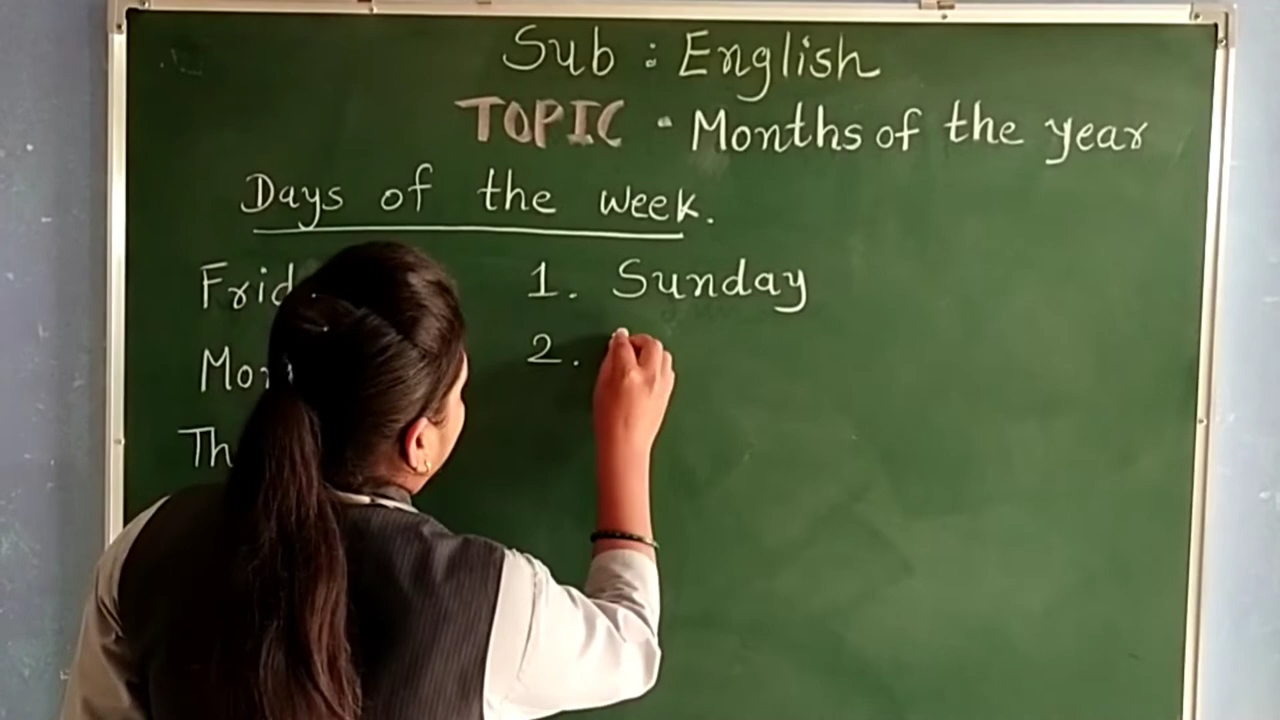 Sub : English
TOPIC - Months of the year
Days of the week.
1. Sunday
2.